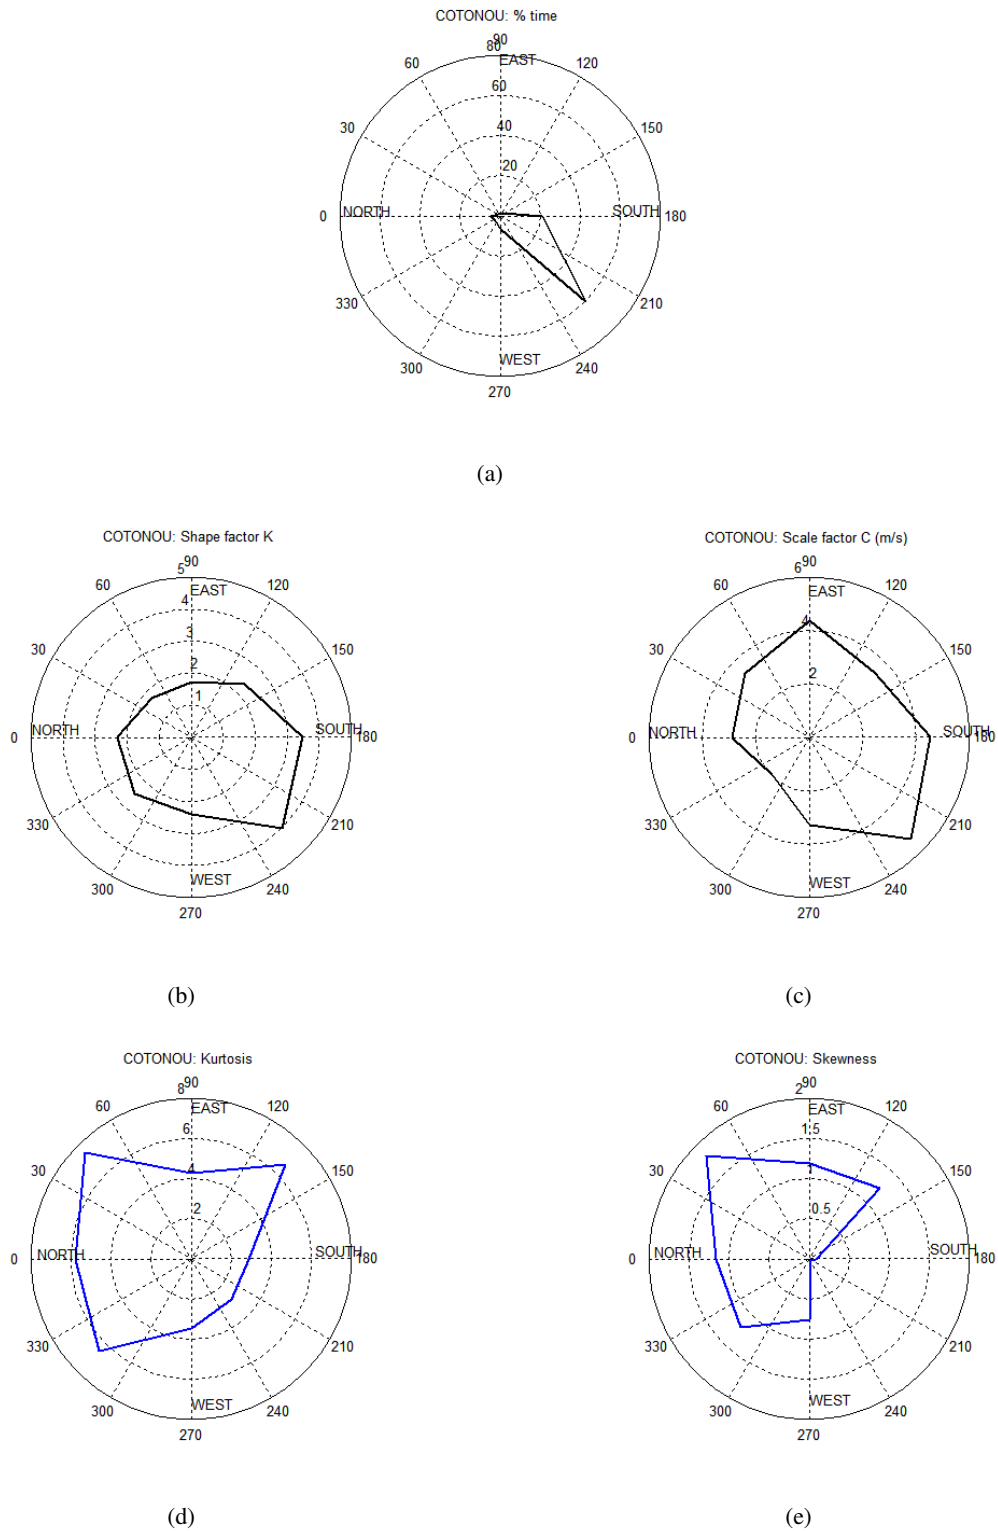 COTONOU: % time
90
80
EAST
60
120
60
40
30
150
20
0
NORTH
SOUTH
180
330
210
WEST
300
240
270
(a)
COTONOU: Shape factor K
90
5
60
EAST
120
4
3
30
150
2
1
0
NORTH
SOUTH
180
330
210
WEST
300
240
270
(b)
COTONOU: Scale factor C (m/s)
90
6
60
EAST
120
4
30
150
2
0
NORTH
SOUTH
180
330
210
WEST
300
240
270
(c)
COTONOU: Kurtosis
90
8
60
EAST
120
6
30
150
4
2
0
NORTH
SOUTH
180
330
210
WEST
300
240
270
(d)
COTONOU: Skewness
90
2
60
EAST
120
1.5
30
150
1
0.5
0
NORTH
SOUTH
180
330
210
WEST
300
240
270
(e)